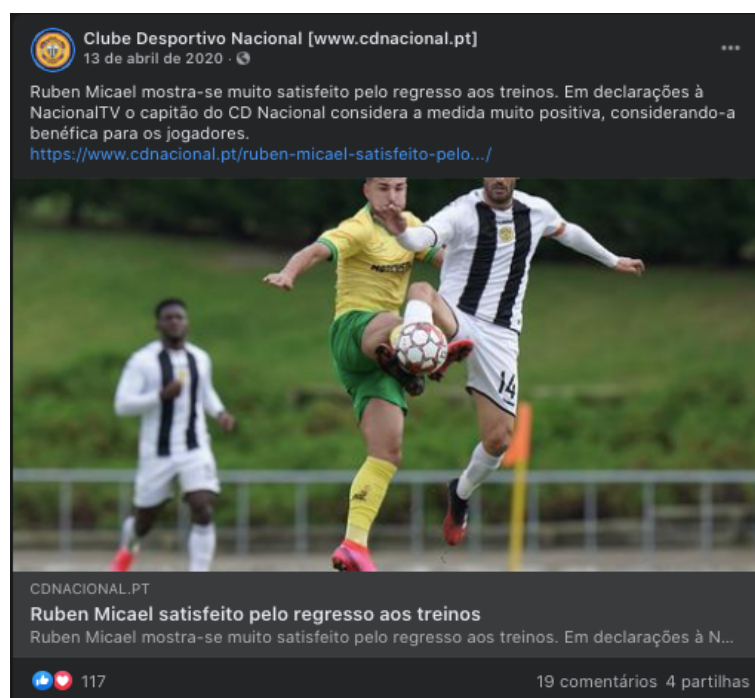 Clube Desportivo Nacional [www.cdnacional.pt]
13 de abril de 2020 ·
Ruben Micael mostra-se muito satisfeito pelo regresso aos treinos. Em declarações à
NacionalTV o capitão do CD Nacional considera a medida muito positiva, considerando-a
benéfica para os jogadores.
https://www.cdnacional.pt/ruben-micael-satisfeito-pelo.../
14
CDNACIONAL.PT
Ruben Micael satisfeito pelo regresso aos treinos
Ruben Micael mostra-se muito satisfeito pelo regresso aos treinos. Em declarações à N...
117
19 comentários 4 partilhas